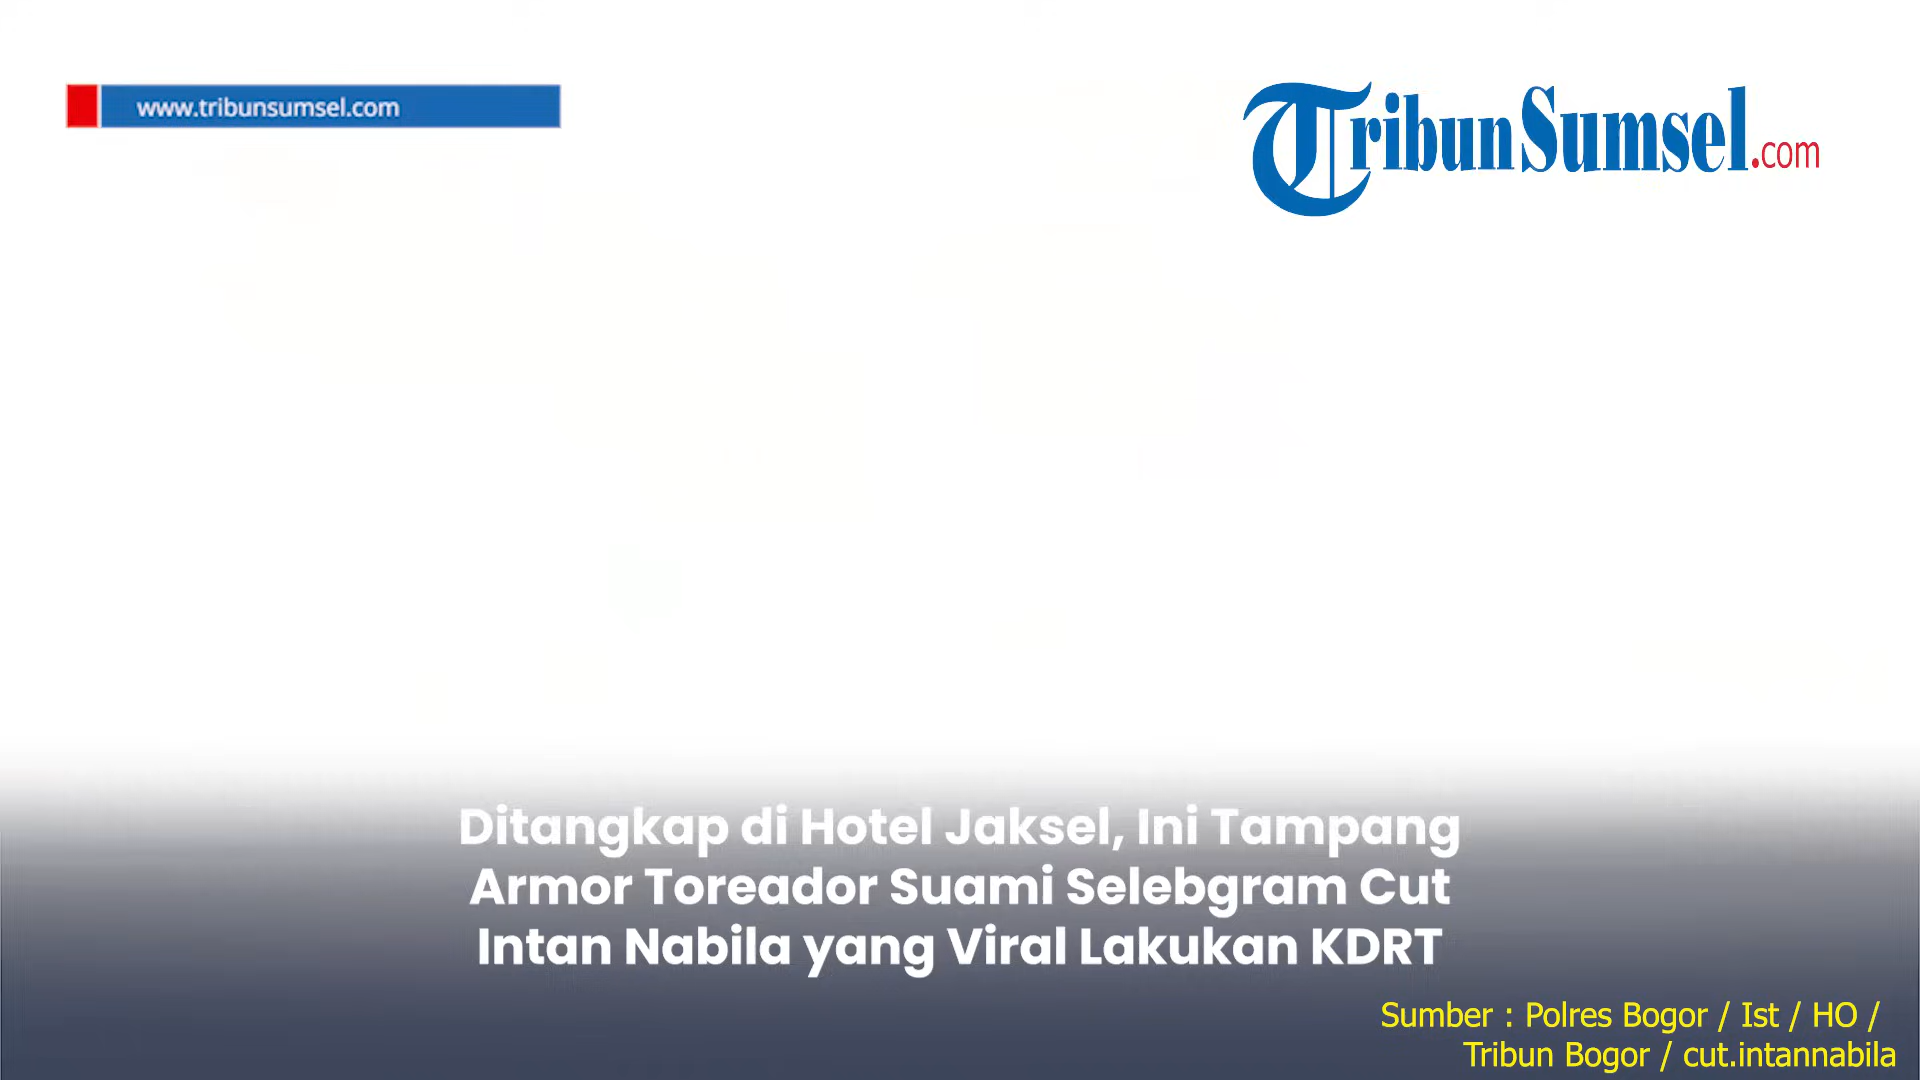 www.tribunsumsel.com
TribunSumsel.com
Ditangkap di Hotel Jaksel, Ini Tampang
Armor Toreador Suami Selebgram Cut
Intan Nabila yang Viral Lakukan KDRT
Sumber : Polres Bogor / Ist / HO /
Tribun Bogor / cut.intannabila